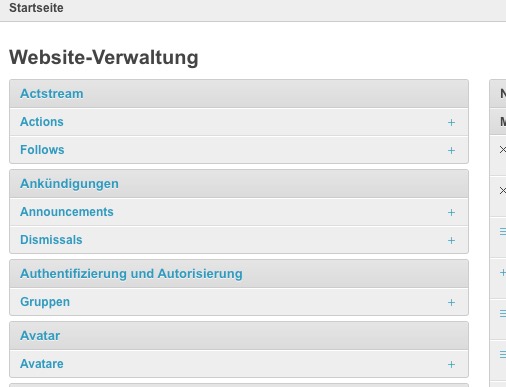 Startseite
Website-Verwaltung
Actstream
Actions
Follows
Ankündigungen
Announcements
Dismissals
Authentifizierung und Autorisierung
Gruppen
Avatar
Avatare